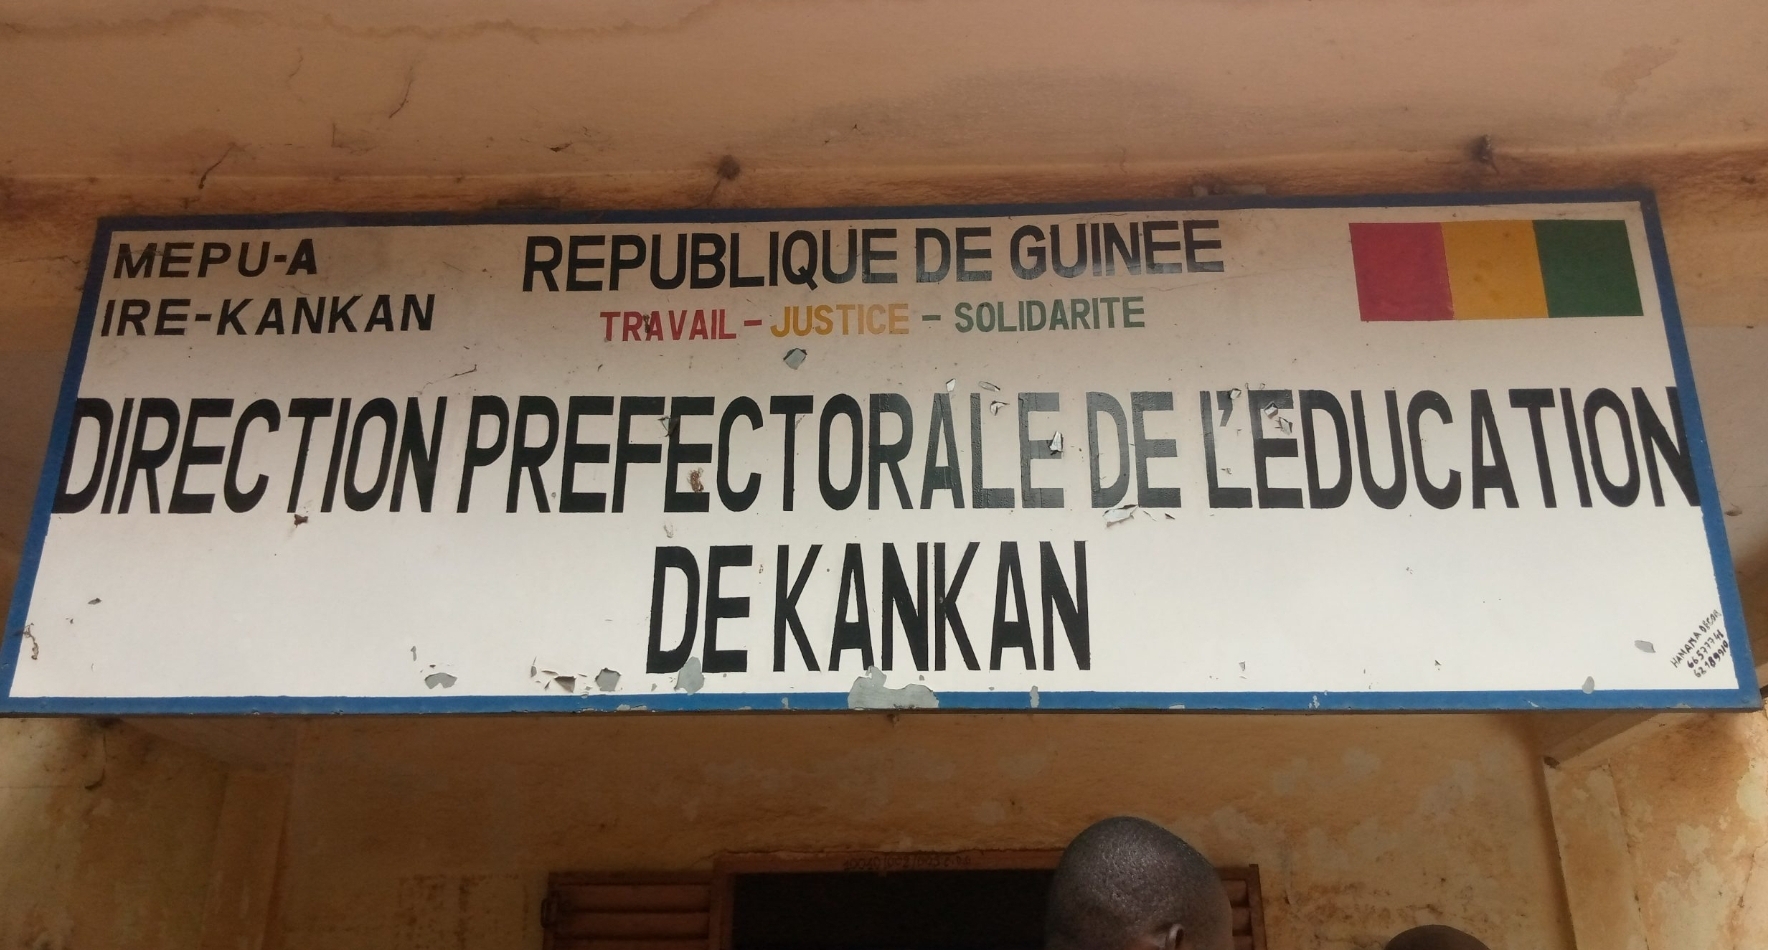 MEPU-A
IRE-KANKAN
REPUBLIQUE DE GUINEE
TRAVAIL - JUSTICE - SOLIDARITE
DIRECTION PREFECTORALE DE L'EDUCATION
DE KANKAN